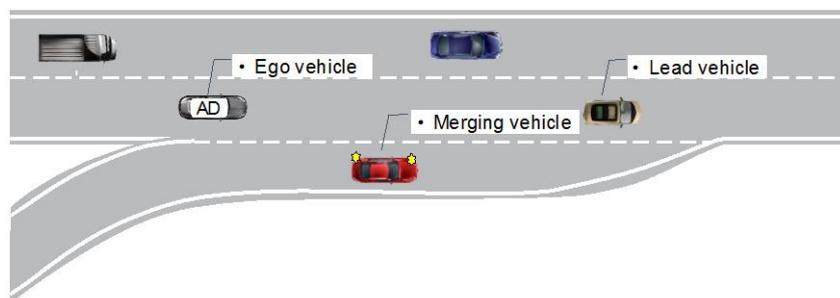 • Ego vehicle
• Lead vehicle
AD
• Merging vehicle